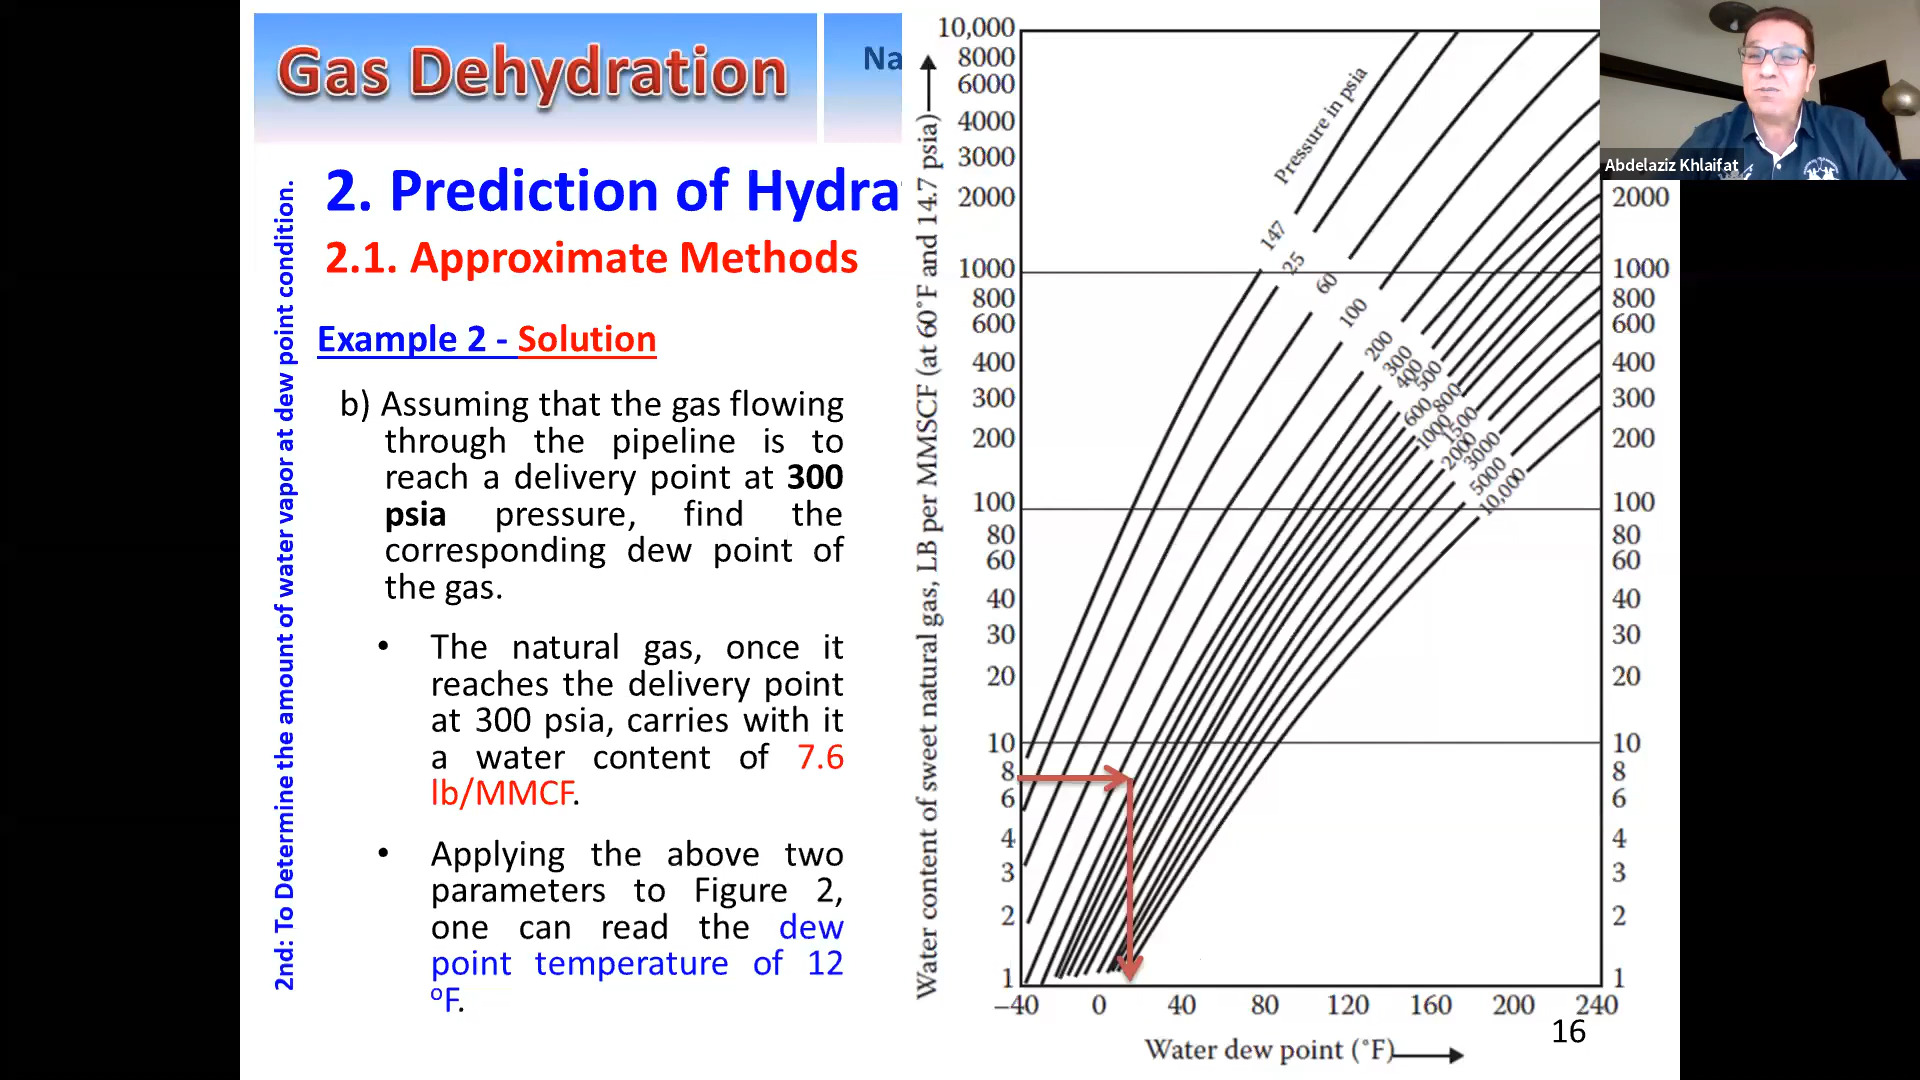 Gas Dehydration
Na
2. Prediction of Hydra
2.1. Approximate Methods
Example 2 - Solution
b) Assuming that the gas flowing
through the pipeline is to
reach a delivery point at 300
psia pressure, find the
corresponding dew point of
the gas.
• The natural gas, once it
reaches the delivery point
at 300 psia, carries with it
a water content of 7.6
lb/MMCF.
• Applying the above two
parameters to Figure 2,
one can read the dew
point temperature of 12
°F.
2nd: To Determine the amount of water vapor at dew point condition.
Water content of sweet natural gas, LB per MMSCF (at 60°F and 14.7 psia)
10,000
8000
6000
4000
3000
2000
1000
800
600
400
300
200
100
80
60
40
30
20
10
8
6
4
3
2
1
Pressure in psia
147
25
60
100
200
300
400
500
600
800
1000
1500
2000
3000
5000
10,000
2000
1000
800
600
400
300
200
100
80
60
40
30
20
10
8
6
4
3
2
1
−40 0 40 80 120 160 200 240
Water dew point (°F)
16
Abdelaziz Khlaifat